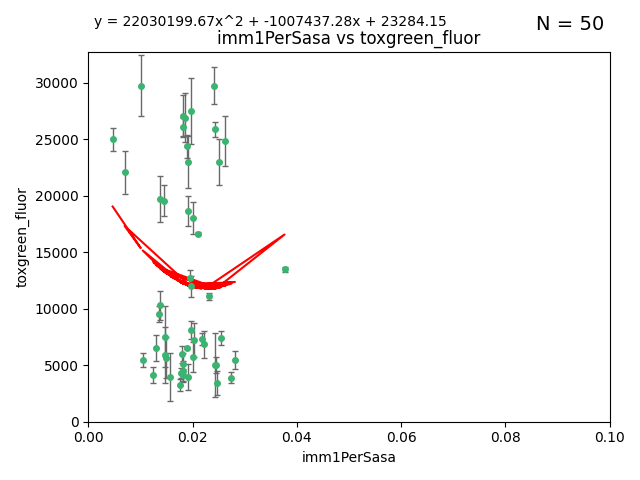 y = 22030199.67x^2 + -1007437.28x + 23284.15
N = 50
imm1PerSasa vs toxgreen_fluor
30000
25000
20000
15000
10000
5000
0
toxgreen_fluor
0.00 0.02 0.04 0.06 0.08 0.10
imm1PerSasa